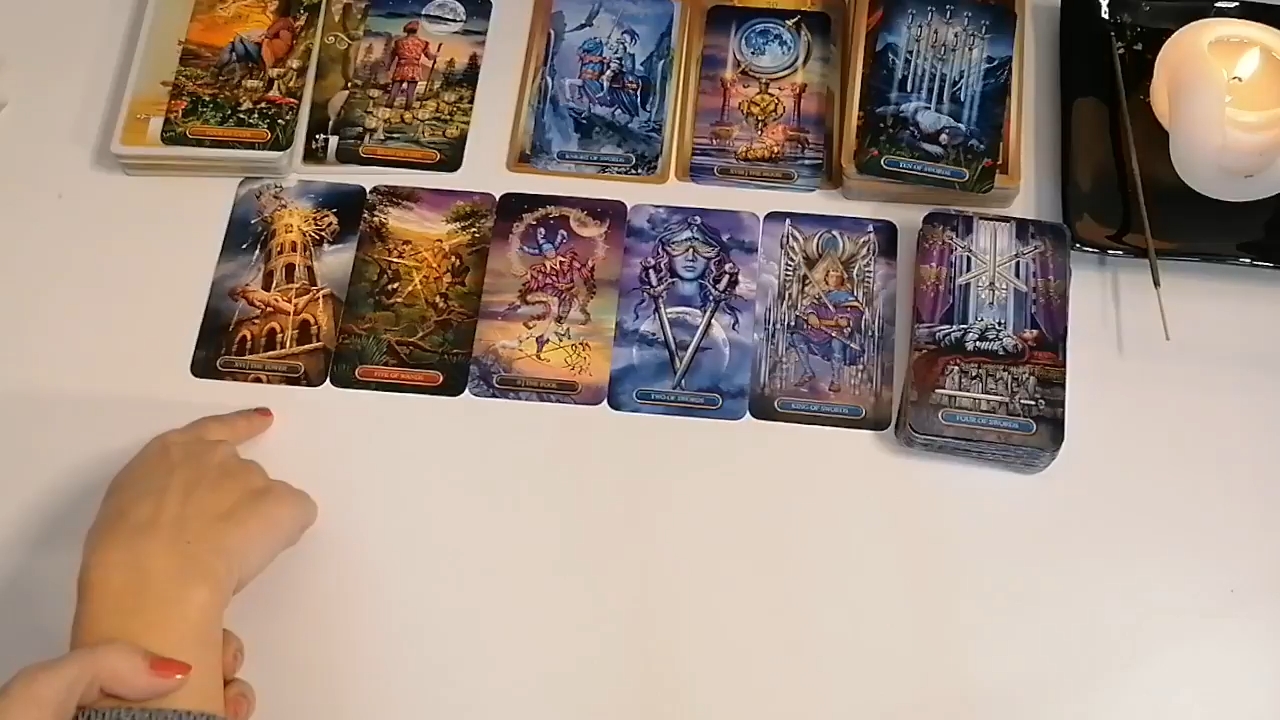 KNIGHT OF SWORDS
XVIII | THE MOON
TEN OF SWORDS
XVI | THE TOWER
FIVE OF WANDS
0 | THE FOOL
TWO OF SWORDS
KING OF SWORDS
FOUR OF SWORDS